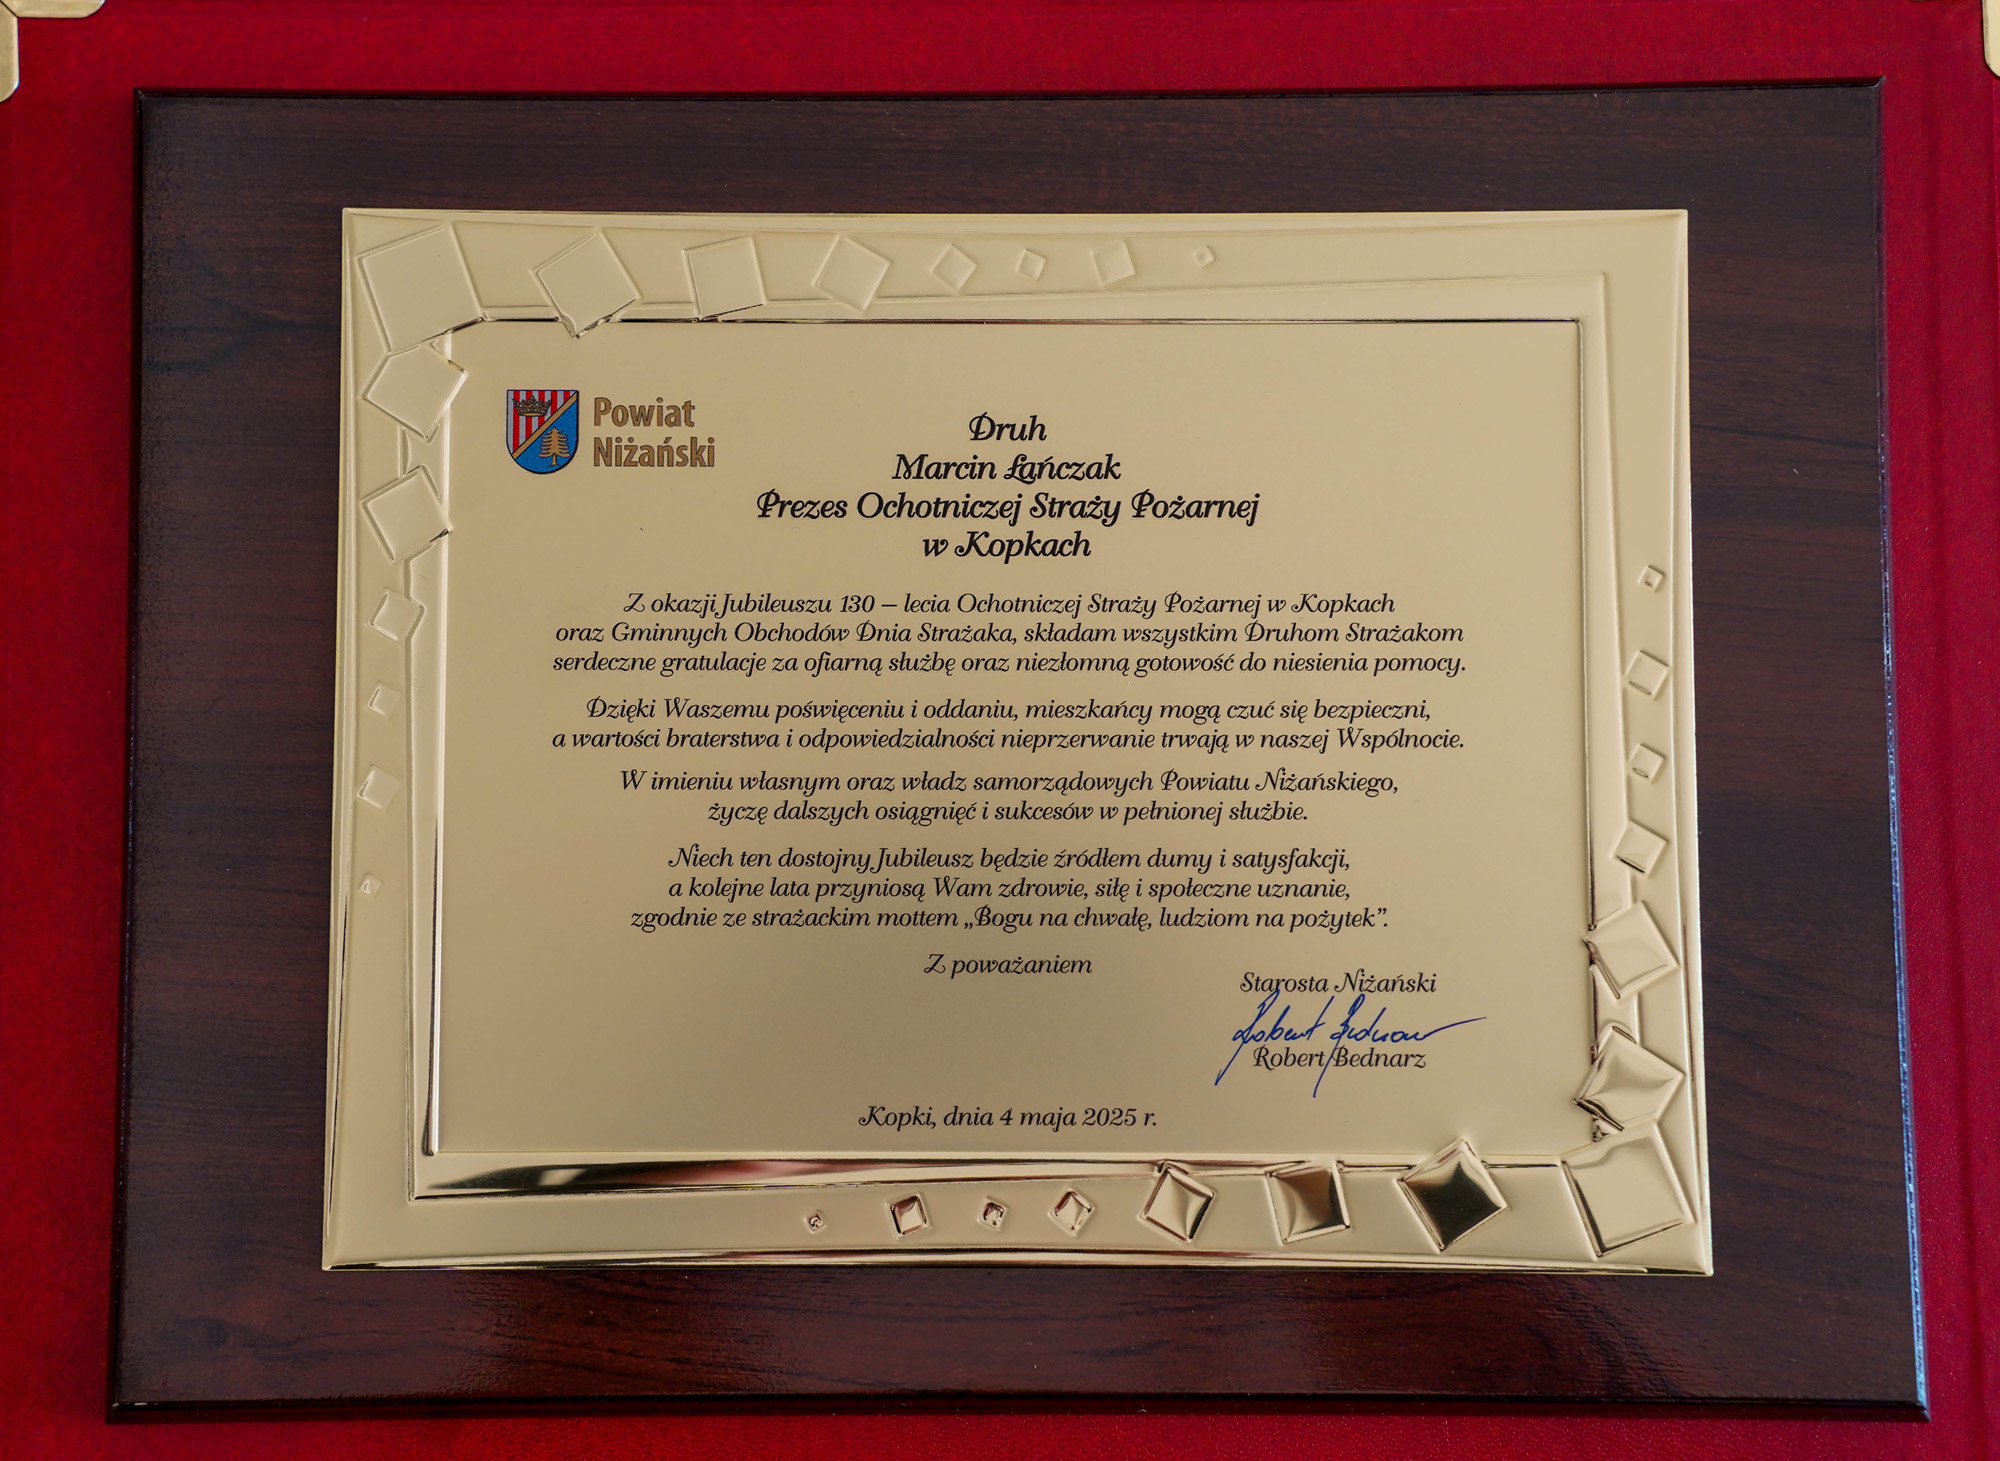 Powiat
Niżański
Druh
Marcin Łańczak
Prezes Ochotniczej Straży Pożarnej
w Kopkach
Z okazji Jubileuszu 130 – lecia Ochotniczej Straży Pożarnej w Kopkach
oraz Gminnych Obchodów Dnia Strażaka, składam wszystkim Druhom Strażakom
serdeczne gratulacje za ofiarną służbę oraz niezłomną gotowość do niesienia pomocy.
Dzięki Waszemu poświęceniu i oddaniu, mieszkańcy mogą czuć się bezpieczni,
a wartości braterstwa i odpowiedzialności nieprzerwanie trwają w naszej Wspólnocie.
W imieniu własnym oraz władz samorządowych Powiatu Niżańskiego,
życzę dalszych osiągnięć i sukcesów w pełnionej służbie.
Niech ten dostojny Jubileusz będzie źródłem dumy i satysfakcji,
a kolejne lata przyniosą Wam zdrowie, siłę i społeczne uznanie,
zgodnie ze strażackim mottem „Bogu na chwałę, ludziom na pożytek”.
Z poważaniem
Starosta Niżański
Robert Bednarz
Robert Bednarz
Kopki, dnia 4 maja 2025 r.